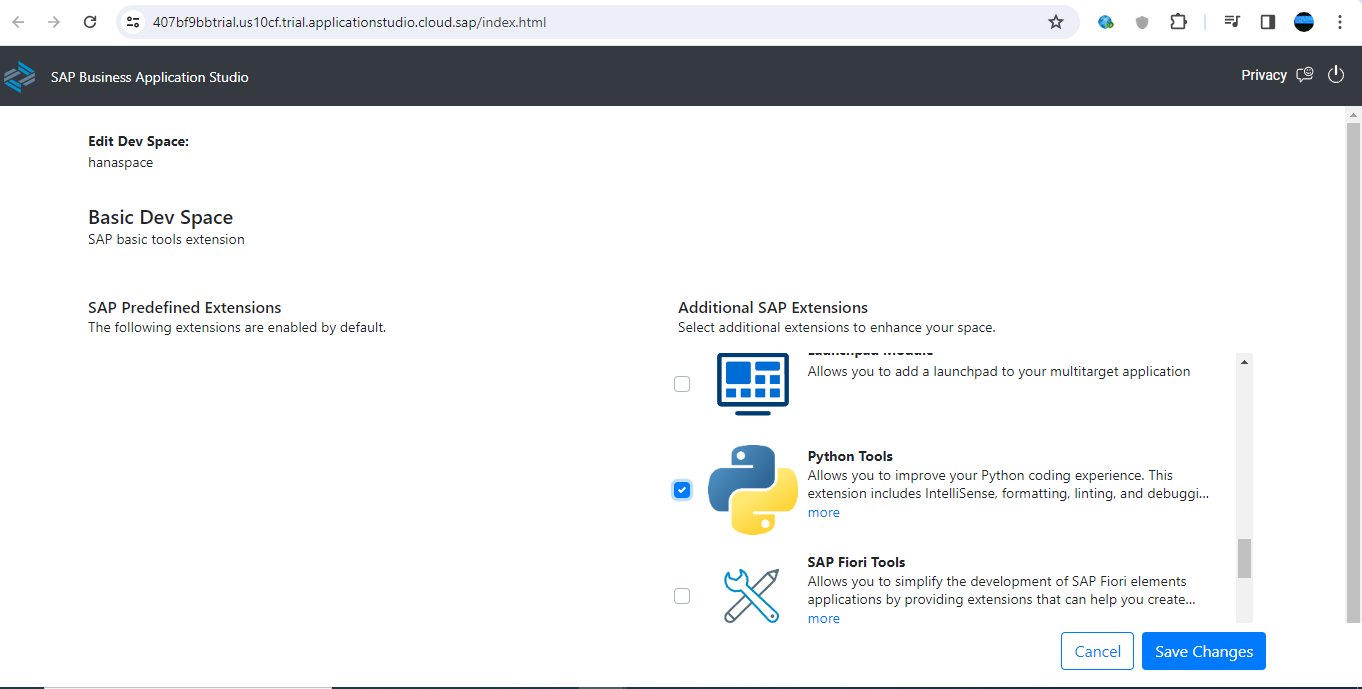 407bf9bbtrial.us10cf.trial.applicationstudio.cloud.sap/index.html
SAP Business Application Studio
Privacy
Edit Dev Space:
hanaspace
Basic Dev Space
SAP basic tools extension
SAP Predefined Extensions
The following extensions are enabled by default.
Additional SAP Extensions
Select additional extensions to enhance your space.
Launchpad Module
Allows you to add a launchpad to your multitarget application
Python Tools
Allows you to improve your Python coding experience. This
extension includes IntelliSense, formatting, linting, and debuggi...
more
SAP Fiori Tools
Allows you to simplify the development of SAP Fiori elements
applications by providing extensions that can help you create...
more
Cancel
Save Changes